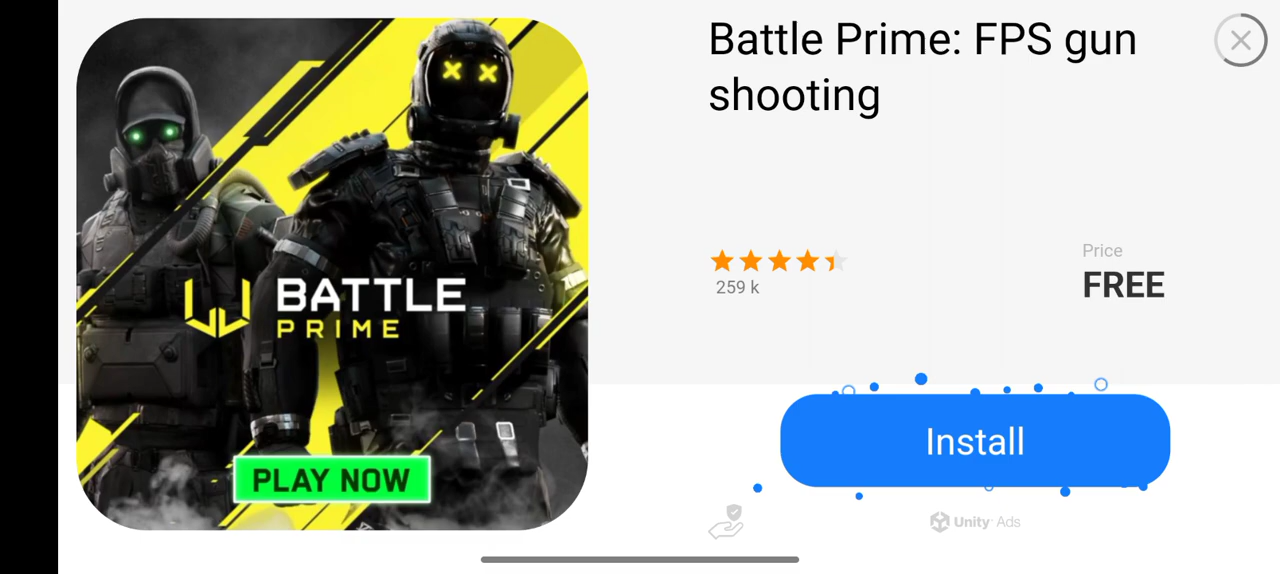 BATTLE
PRIME
PLAY NOW
Battle Prime: FPS gun
shooting
259 k
Price
FREE
Install
Unity Ads